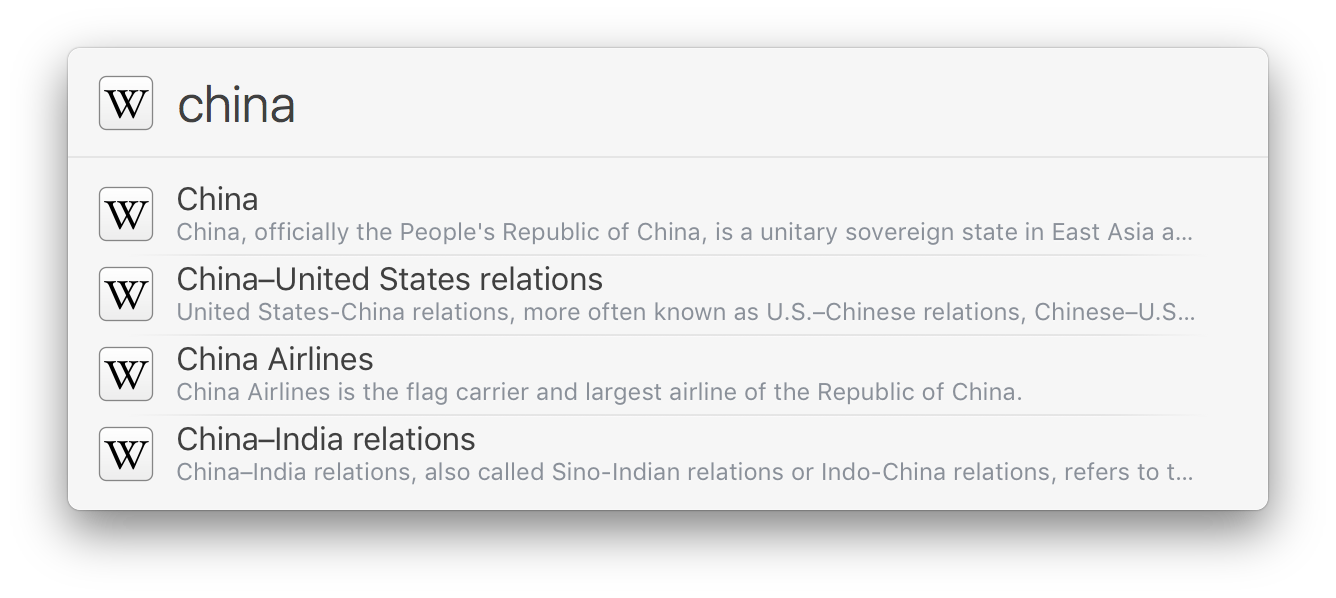 W china
W China
China, officially the People's Republic of China, is a unitary sovereign state in East Asia a...
W China–United States relations
United States-China relations, more often known as U.S.–Chinese relations, Chinese–U.S...
W China Airlines
China Airlines is the flag carrier and largest airline of the Republic of China.
W China–India relations
China–India relations, also called Sino-Indian relations or Indo-China relations, refers to t...